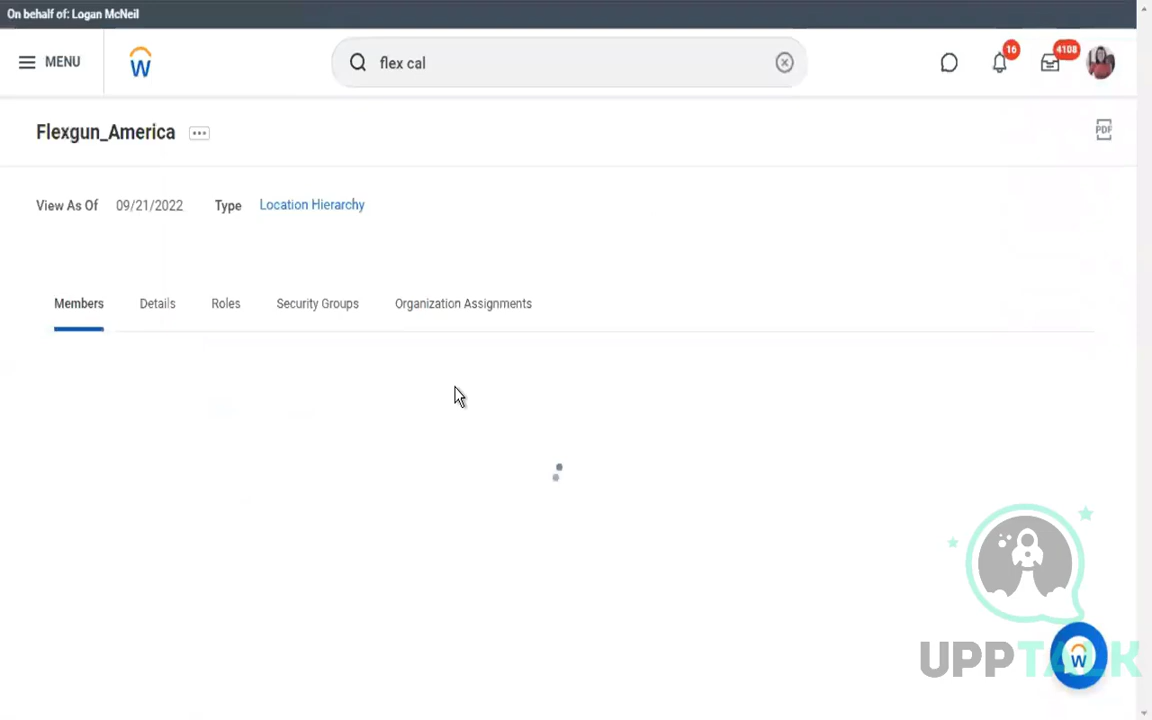 On behalf of: Logan McNeil
MENU
flex cal
16
4108
Flexgun_America
PDF
View As Of 09/21/2022 Type Location Hierarchy
Members Details Roles Security Groups Organization Assignments
UPPTALK